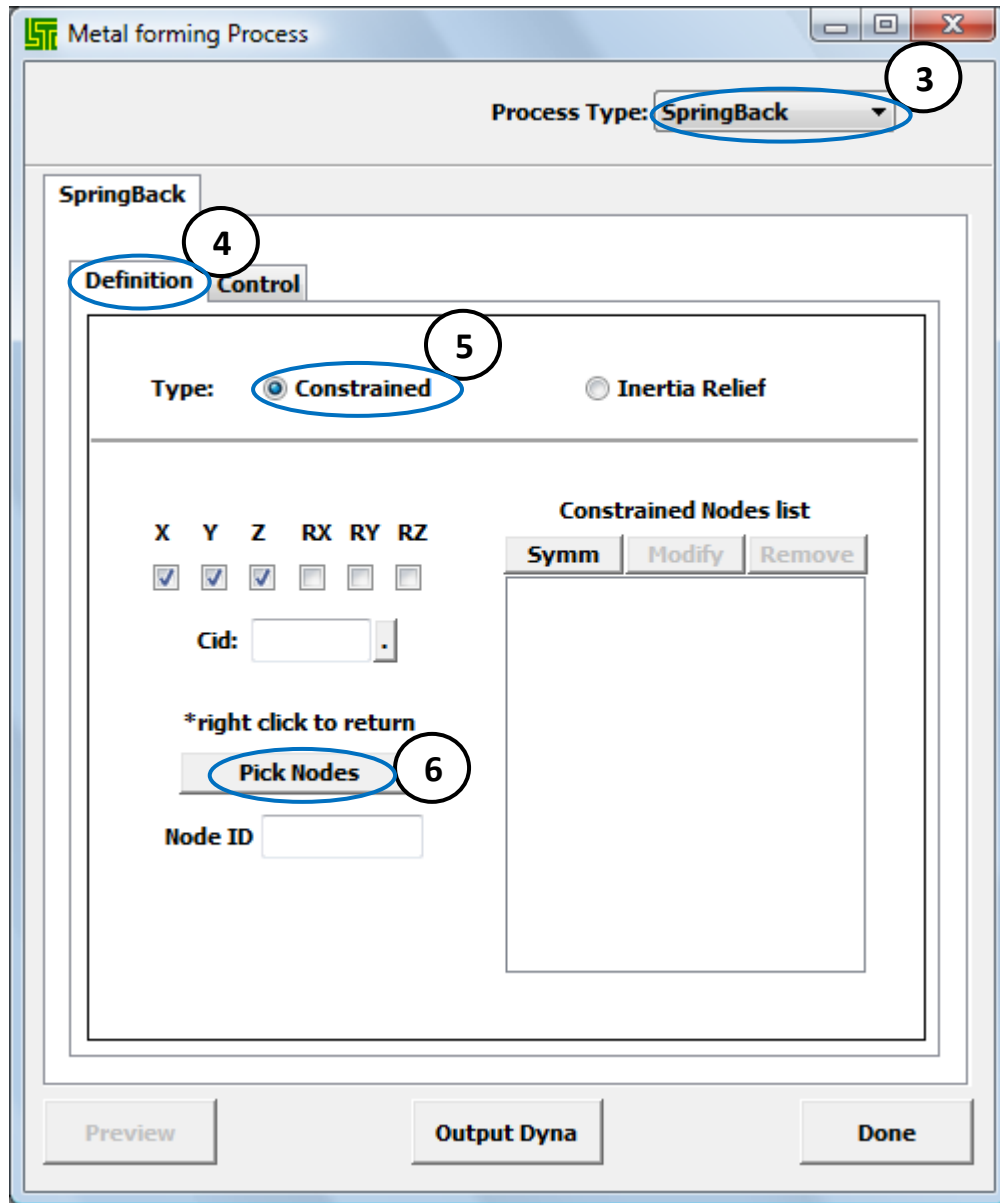 Metal forming Process
3
Process Type: SpringBack
SpringBack
4
Definition Control
5
Type: Constrained Inertia Relief
Constrained Nodes list
X Y Z RX RY RZ
Symm Modify Remove
Cid: .
*right click to return
Pick Nodes 6
Node ID
Preview Output Dyna Done